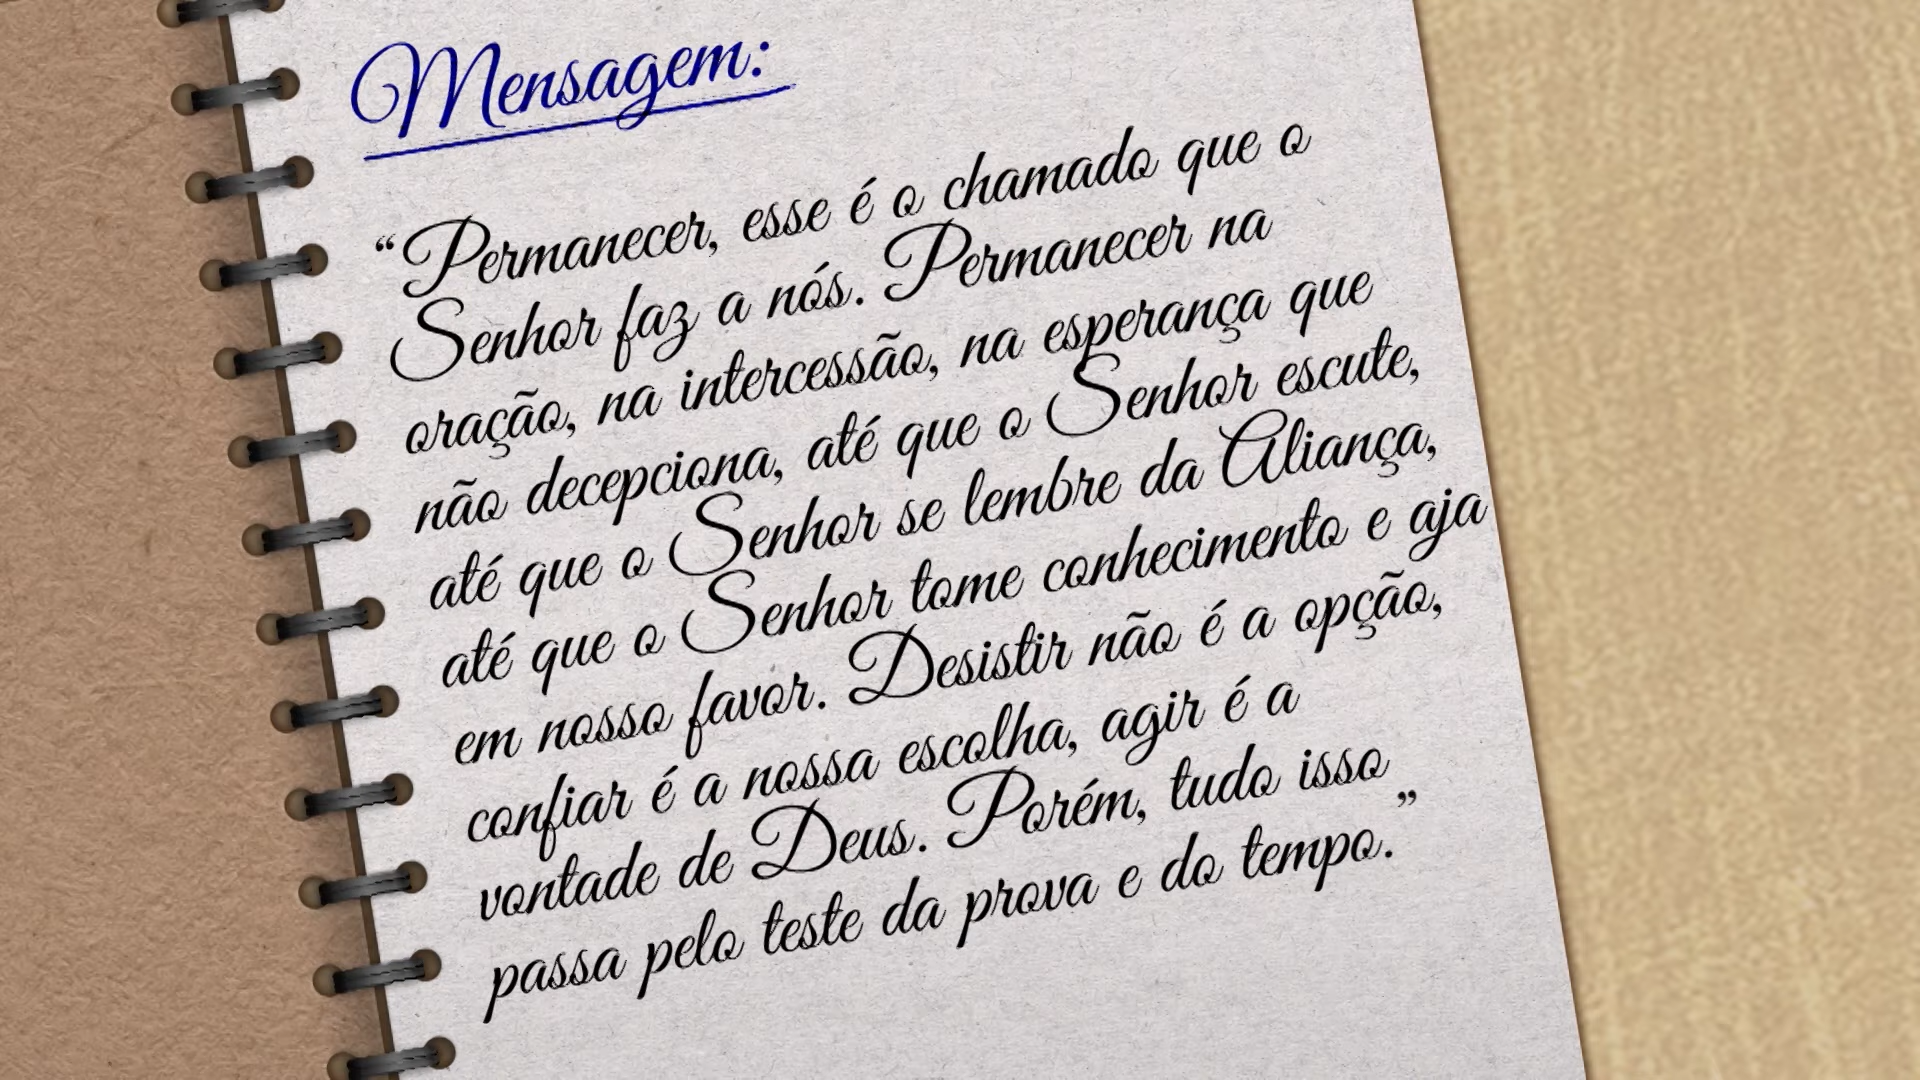 Mensagem:
“Permanecer, esse é o chamado que o
Senhor faz a nós. Permanecer na
oração, na intercessão, na esperança que
não decepciona, até que o Senhor escute,
até que o Senhor se lembre da Aliança,
até que o Senhor tome conhecimento e aja
em nosso favor. Desistir não é a opção,
confiar é a nossa escolha, agir é a
vontade de Deus. Porém, tudo isso
passa pelo teste da prova e do tempo.”